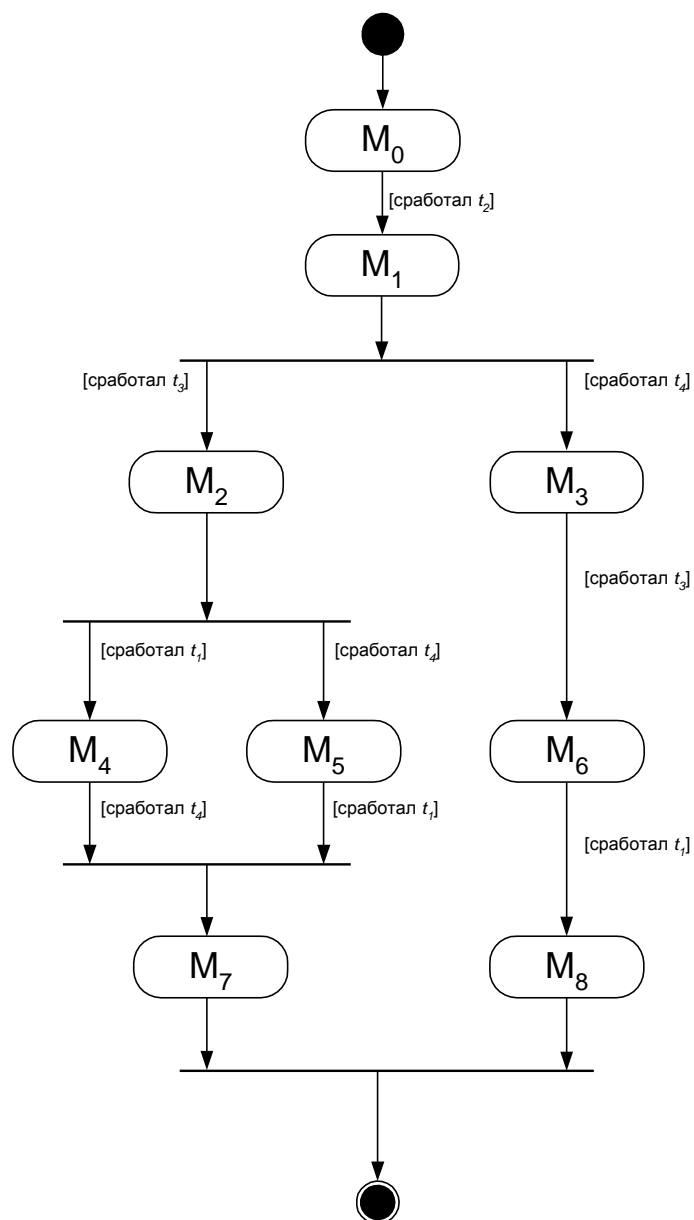 M₀
[сработал t₂]
M₁
[сработал t₃]
[сработал t₄]
M₂
M₃
[сработал t₃]
[сработал t₁]
[сработал t₄]
M₄
M₅
M₆
[сработал t₄]
[сработал t₁]
[сработал t₁]
M₇
M₈